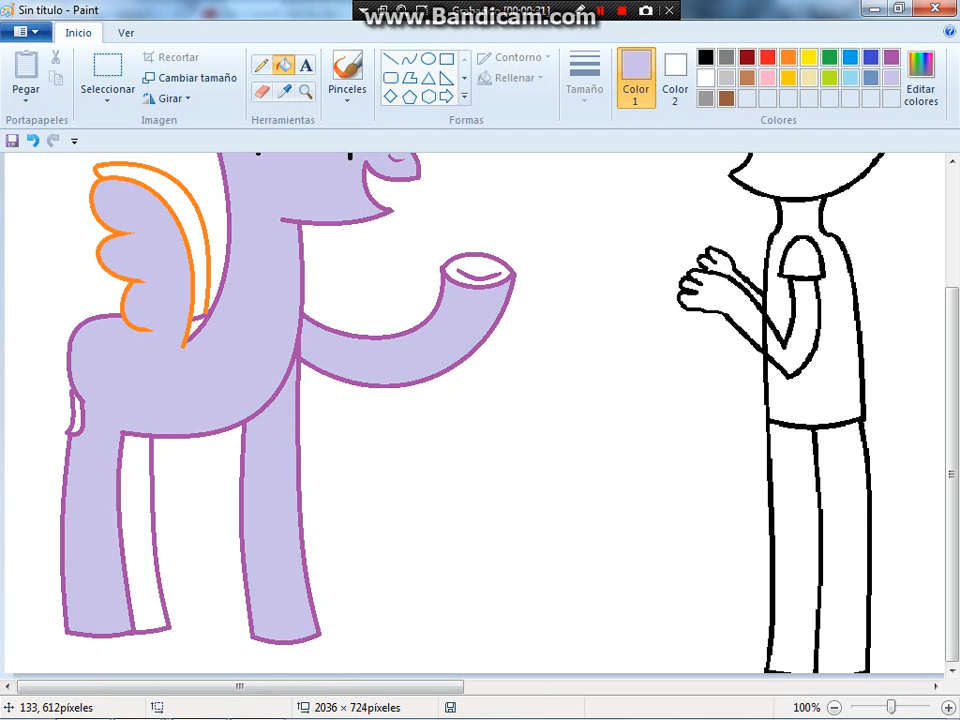 Sin título - Paint
www.Bandicam.com
Inicio
Ver
Pegar
Portapapeles
Seleccionar
Recortar
Cambiar tamaño
Girar
Imagen
A
Herramientas
Pinceles
Contorno
Rellenar
Formas
Tamaño
Color 1
Color 2
Editar colores
Colores
133, 612píxeles
2036 × 724píxeles
100%